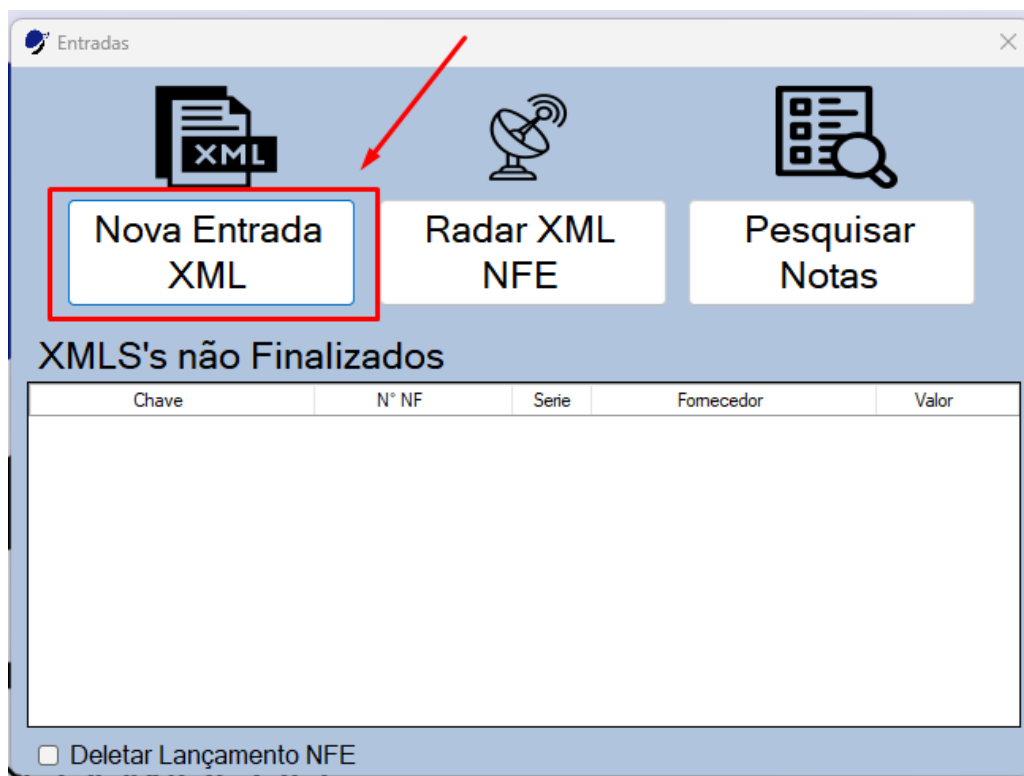 Entradas
XML
Nova Entrada
XML
Radar XML
NFE
Pesquisar
Notas
XMLS's não Finalizados
Chave N° NF Serie Fornecedor Valor
Deletar Lançamento NFE